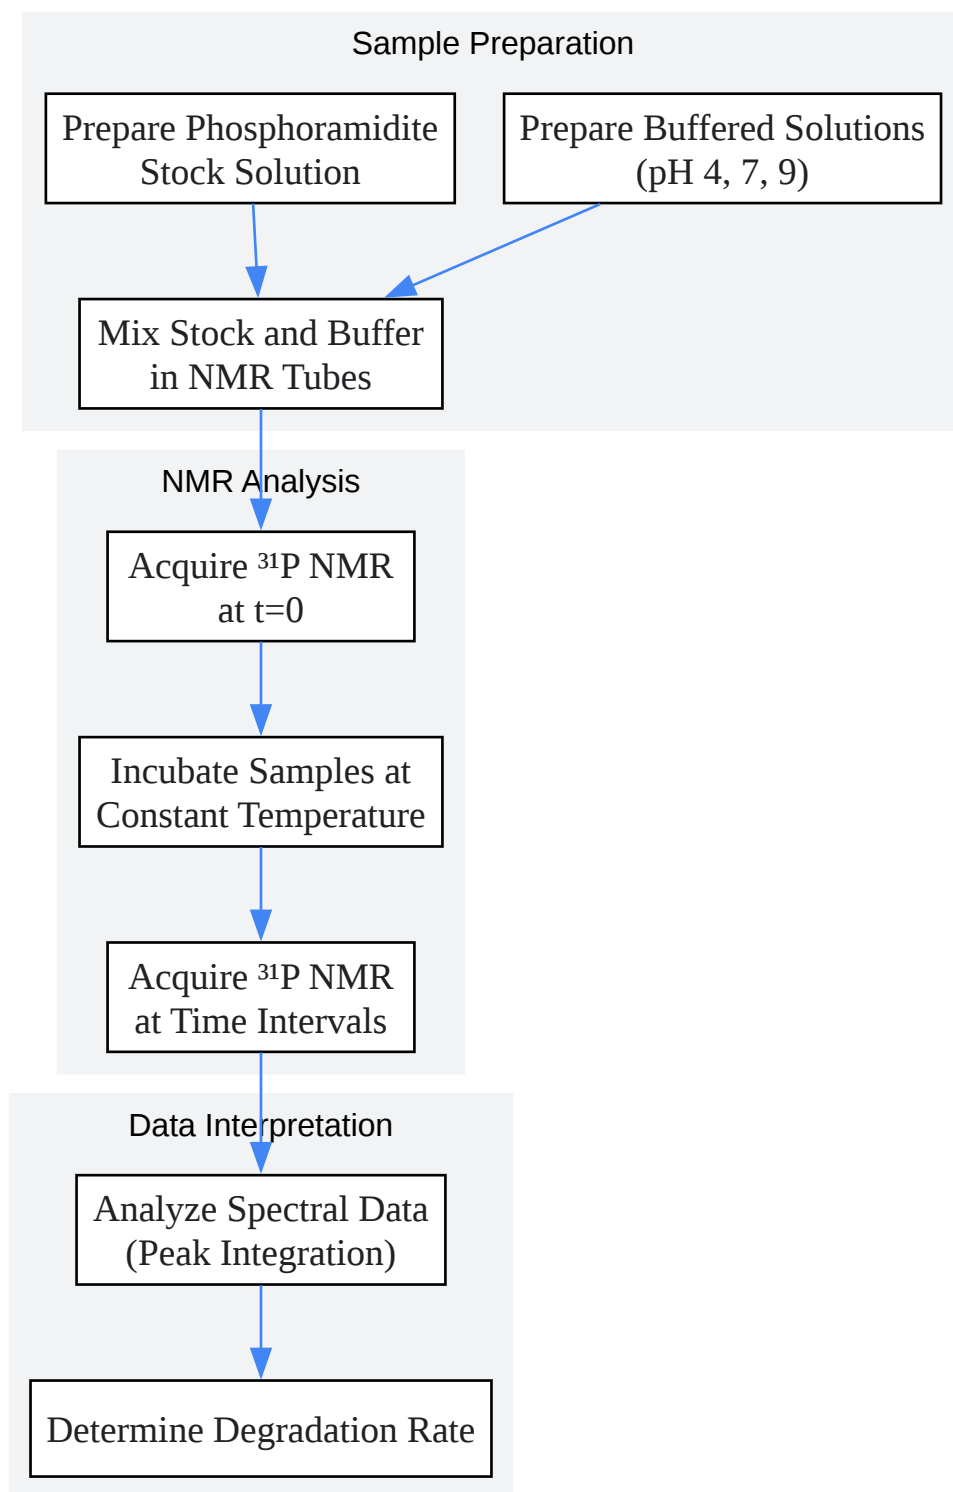 Sample Preparation
Prepare Phosphoramidite
Stock Solution
Prepare Buffered Solutions
(pH 4, 7, 9)
Mix Stock and Buffer
in NMR Tubes
NMR Analysis
Acquire ³¹P NMR
at t=0
Incubate Samples at
Constant Temperature
Acquire ³¹P NMR
at Time Intervals
Data Interpretation
Analyze Spectral Data
(Peak Integration)
Determine Degradation Rate